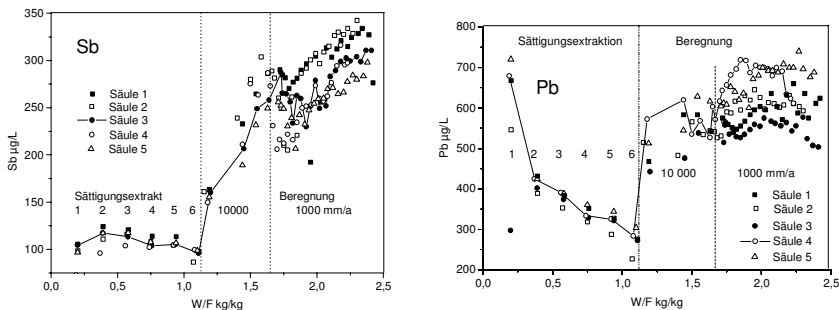 Sb
350
300
250
200
150
100
Sb µg/L
Säule 1
Säule 2
Säule 3
Säule 4
Säule 5
Sättigungsextrakt
1 2 3 4 5 6
10000
Beregnung
1000 mm/a
0,0 0,5 1,0 1,5 2,0 2,5
W/F kg/kg
Sättigungsextraktion Beregnung
Pb
800
700
600
500
400
300
200
Pb µg/L
1 2 3 4 5 6
10 000 1000 mm/a
Säule 1
Säule 2
Säule 3
Säule 4
Säule 5
0,0 0,5 1,0 1,5 2,0 2,5
W/F kg/kg